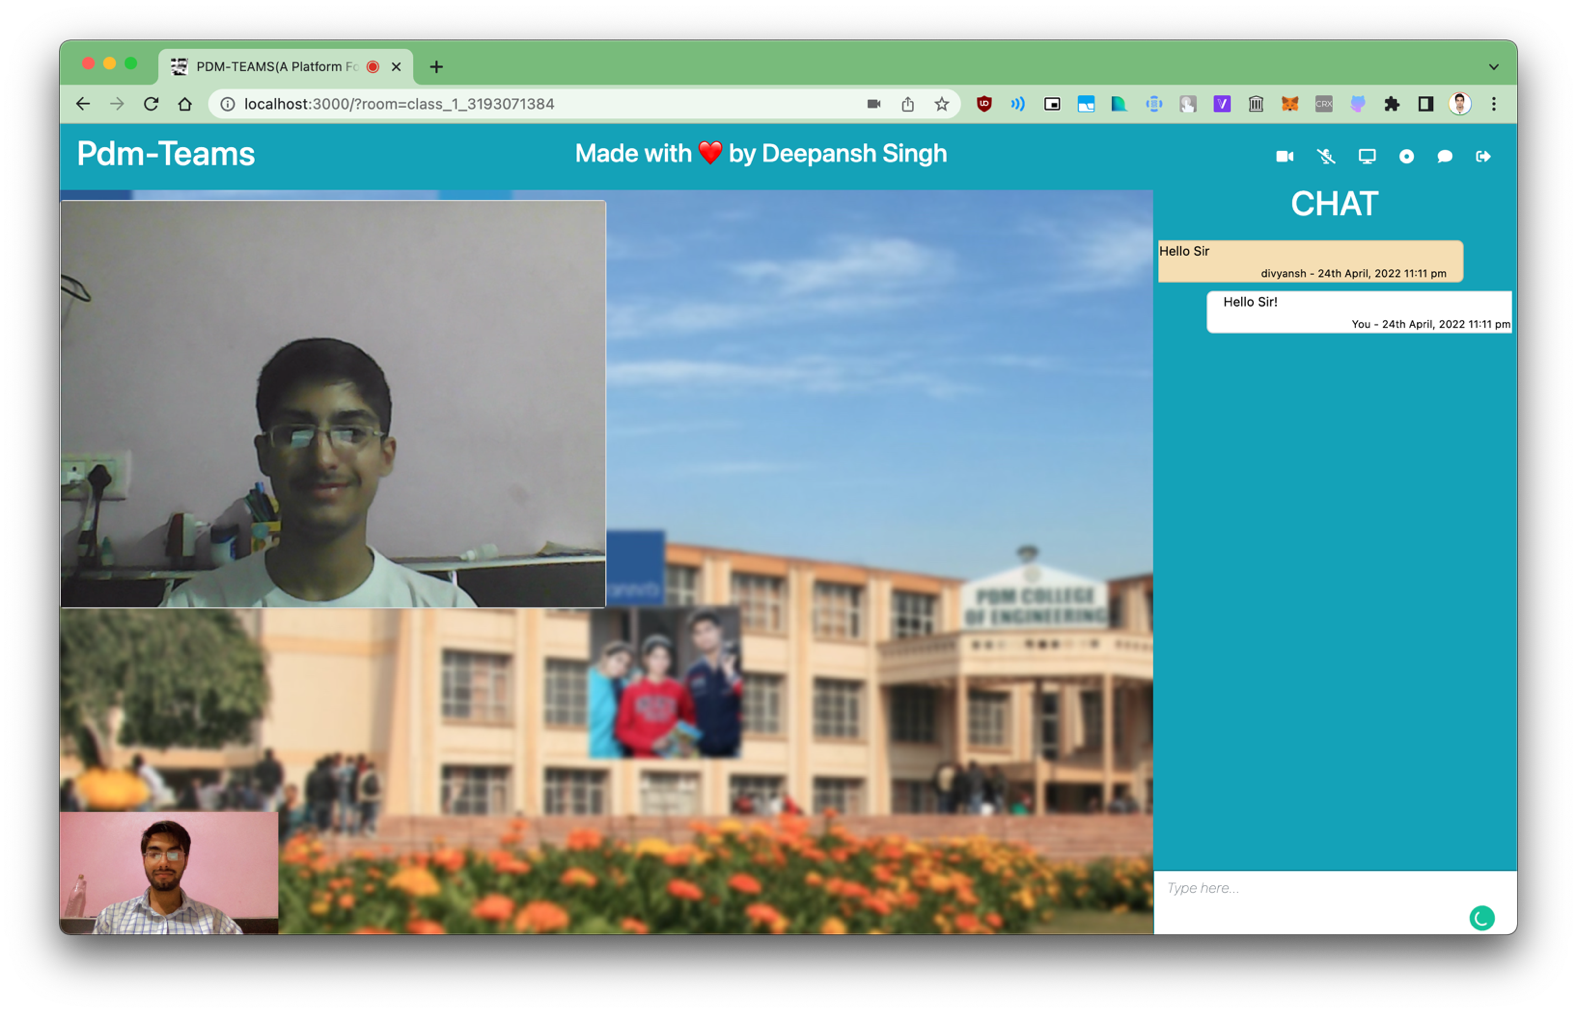 PDM-TEAMS(A Platform Fo
localhost:3000/?room=class_1_3193071384
CRX
Pdm-Teams
Made with ❤️ by Deepansh Singh
CHAT
Hello Sir
divyansh - 24th April, 2022 11:11 pm
Hello Sir!
You - 24th April, 2022 11:11 pm
PDM COLLEGE
OF ENGINEERING
Type here...